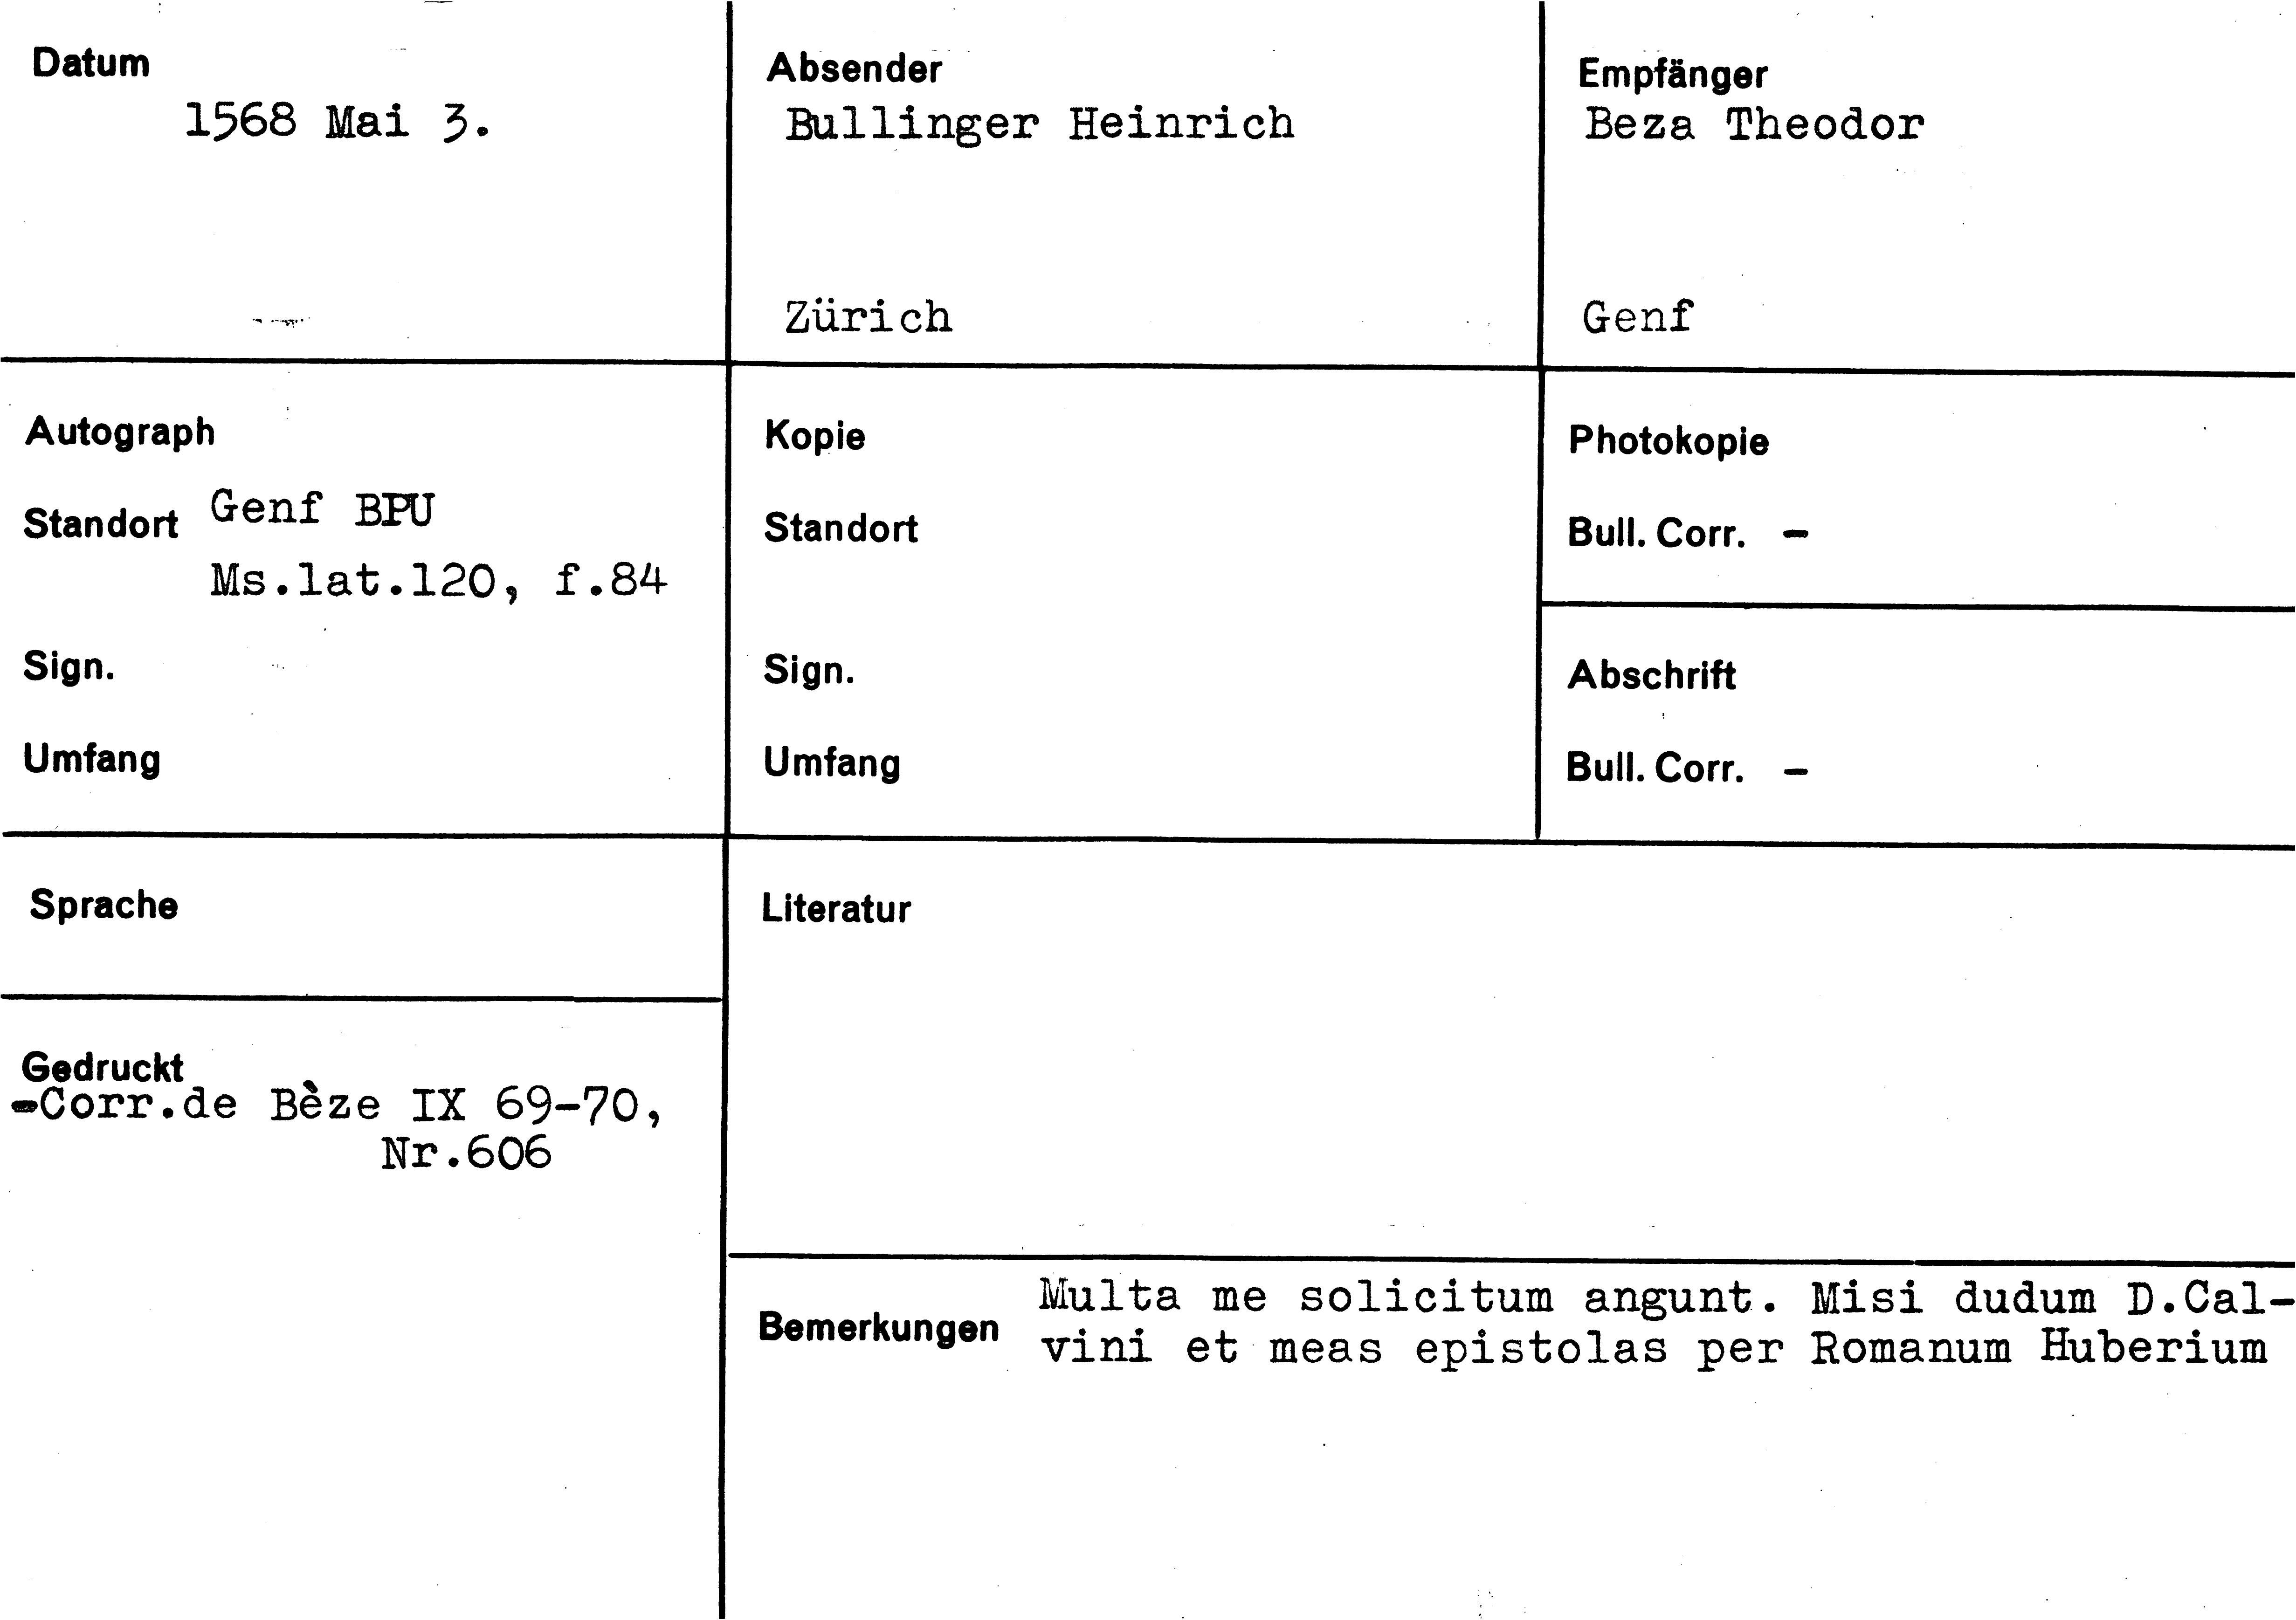 Datum
1568 Mai 3.
Absender
Bullinger Heinrich
Zürich
Empfänger
Beza Theodor
Genf
Autograph
Standort Genf BPU
Ms.lat.120, f.84
Sign.
Umfang
Kopie
Standort
Sign.
Umfang
Photokopie
Bull. Corr. -
Abschrift
Bull. Corr. -
Sprache
Gedruckt
-Corr.de Bèze IX 69-70,
Nr.606
Literatur
Bemerkungen
Multa me solicitum angunt. Misi dudum D.Cal-
vini et meas epistolas per Romanum Huberium